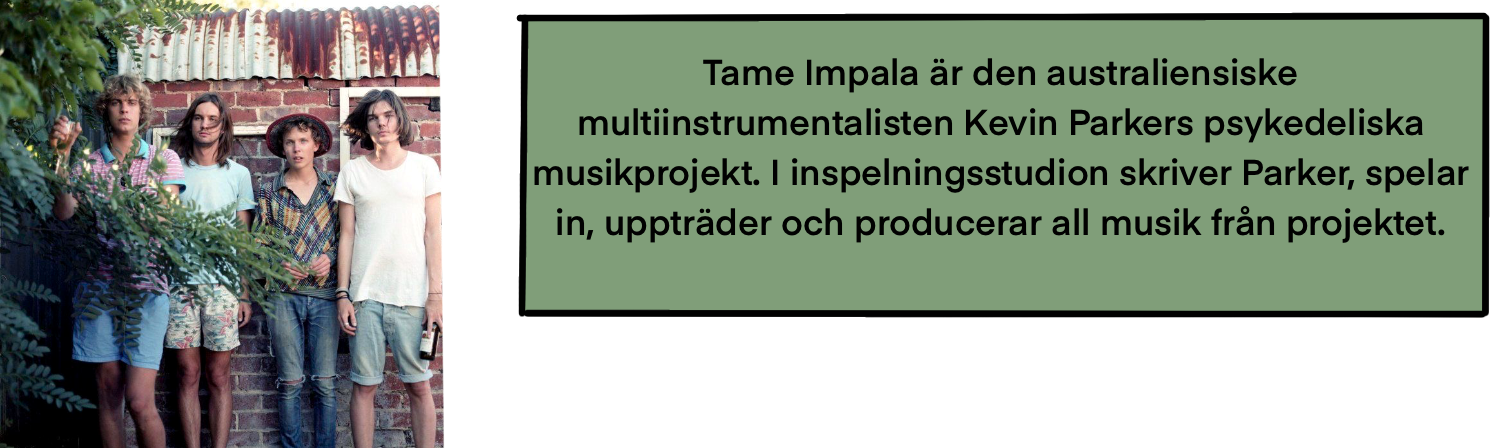 Tame Impala är den australiensiske
multiinstrumentalisten Kevin Parkers psykedeliska
musikprojekt. I inspelningsstudion skriver Parker, spelar
in, uppträder och producerar all musik från projektet.